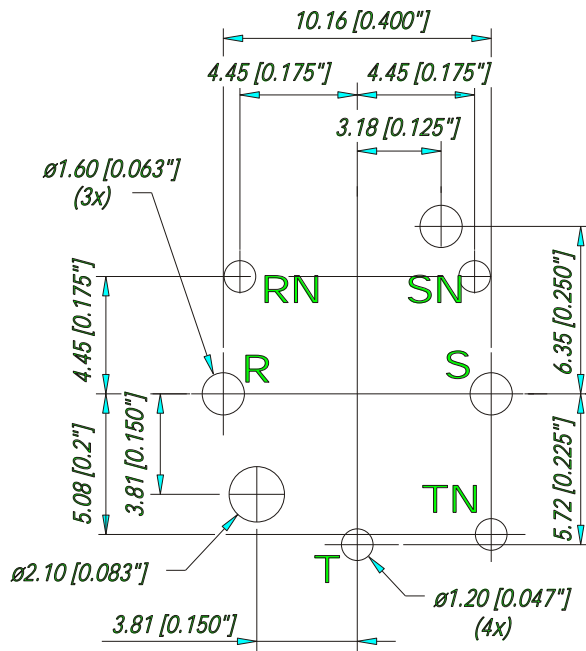 10.16 [0.400"]
4.45 [0.175"]
4.45 [0.175"]
3.18 [0.125"]
ø1.60 [0.063"]
(3x)
RN
SN
4.45 [0.175"]
6.35 [0.250"]
R
S
5.08 [0.2"]
3.81 [0.150"]
5.72 [0.225"]
TN
T
ø2.10 [0.083"]
ø1.20 [0.047"]
(4x)
3.81 [0.150"]